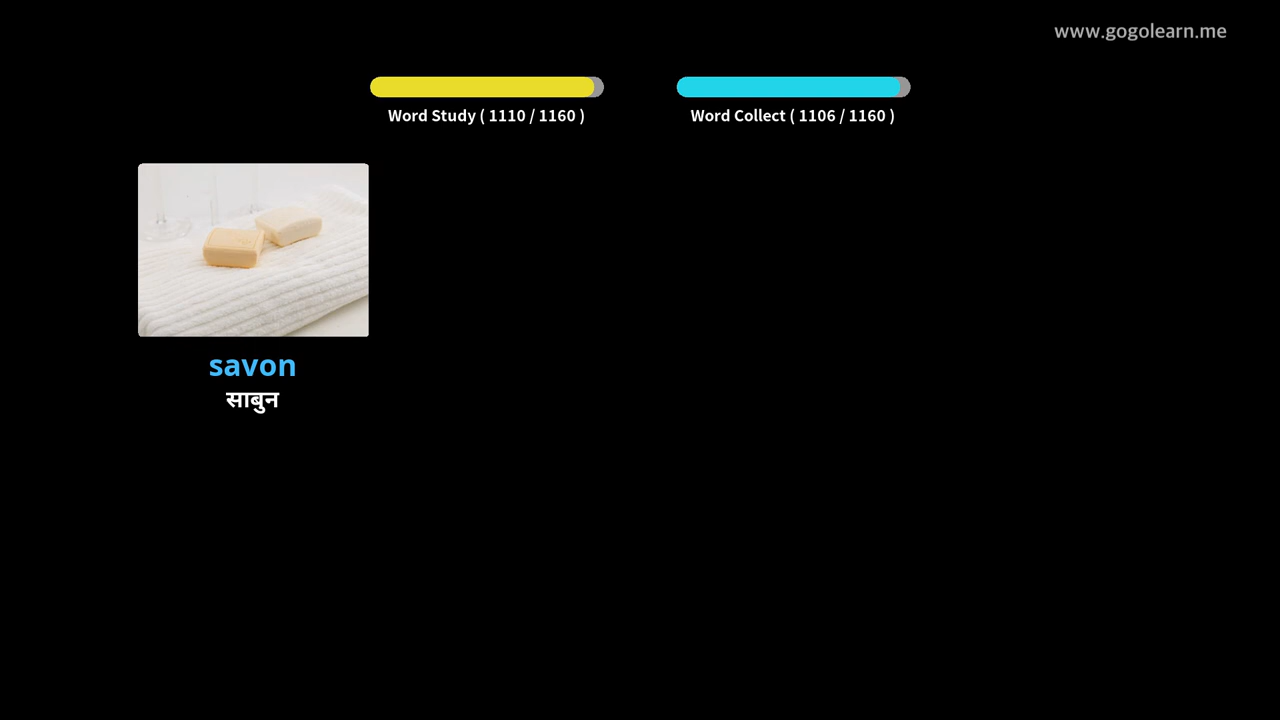 www.gogolearn.me
Word Study ( 1110 / 1160 )
Word Collect ( 1106 / 1160 )
savon
साबुन